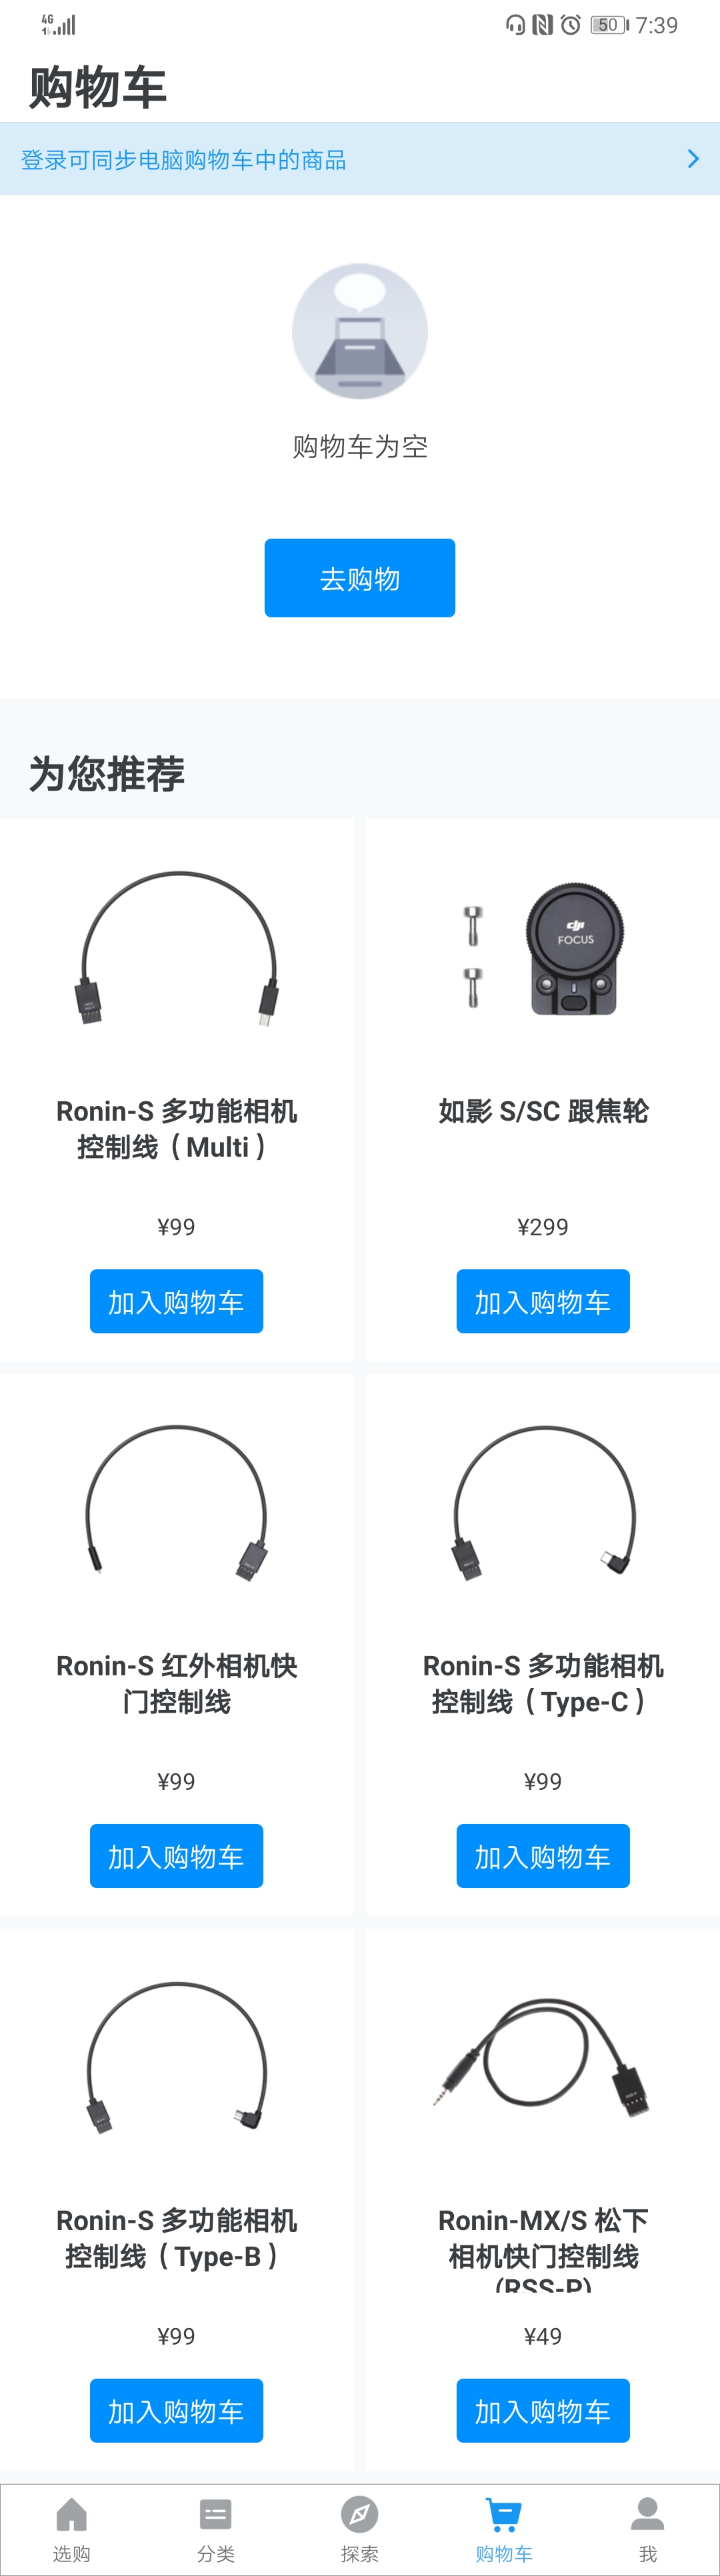 4G
50 7:39
购物车
登录可同步电脑购物车中的商品
购物车为空
去购物
为您推荐
dji
FOCUS
Ronin-S 多功能相机
控制线（Multi）
¥99
加入购物车
如影 S/SC 跟焦轮
¥299
加入购物车
Ronin-S 红外相机快
门控制线
¥99
加入购物车
Ronin-S 多功能相机
控制线（Type-C）
¥99
加入购物车
Ronin-S 多功能相机
控制线（Type-B）
¥99
加入购物车
Ronin-MX/S 松下
相机快门控制线
(RSS-P)
¥49
加入购物车
选购
分类
探索
购物车
我